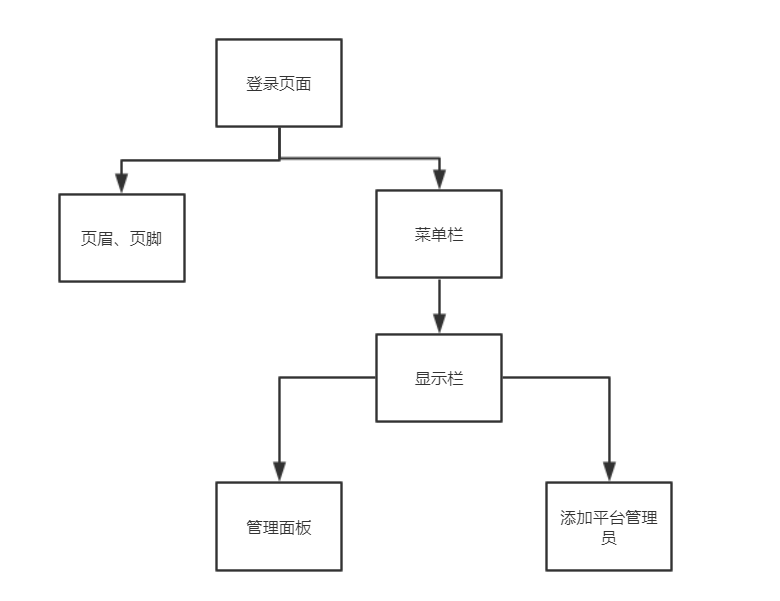 登录页面
页眉、页脚
菜单栏
显示栏
管理面板
添加平台管理
员